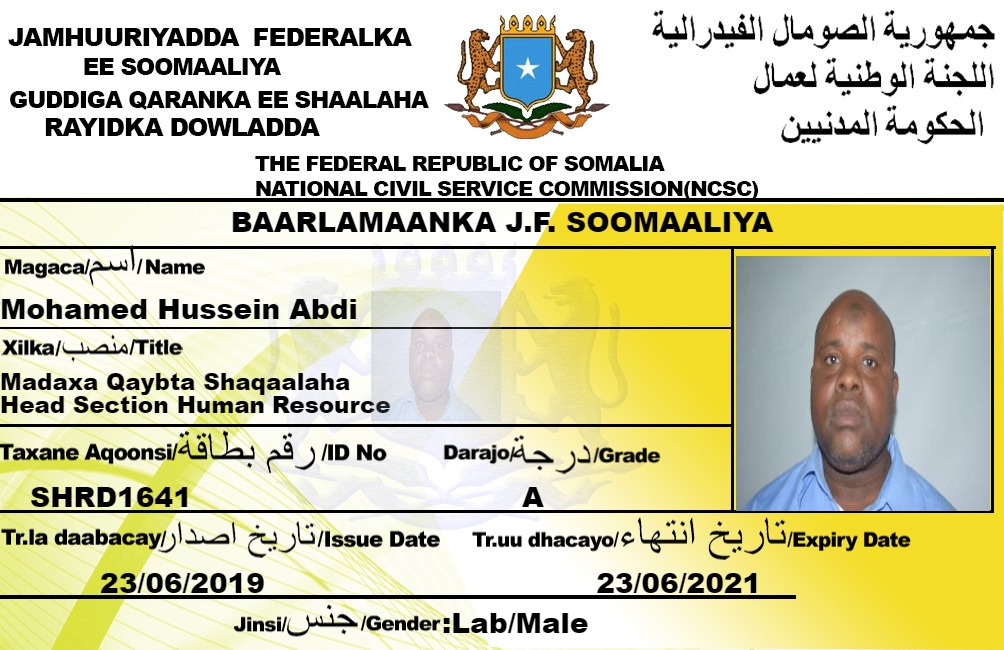 JAMHUURIYADDA FEDERALKA
EE SOOMAALIYA
GUDDIGA QARANKA EE SHAALAHA
RAYIDKA DOWLADDA
جمهورية الصومال الفيدرالية
اللجنة الوطنية لعمال
الحكومة المدنيين
THE FEDERAL REPUBLIC OF SOMALIA
NATIONAL CIVIL SERVICE COMMISSION(NCSC)
BAARLAMAANKA J.F. SOOMAALIYA
Magaca/اسم/Name
Mohamed Hussein Abdi
Xilka/منصب/Title
Madaxa Qaybta Shaqaalaha
Head Section Human Resource
Taxane Aqoonsi/رقم بطاقة/ID No
Darajo/درجة/Grade
SHRD1641
A
Tr.la daabacay/تاريخ اصدار/Issue Date
Tr.uu dhacayo/تاريخ انتهاء/Expiry Date
23/06/2019
23/06/2021
Jinsi/جنس/Gender:Lab/Male